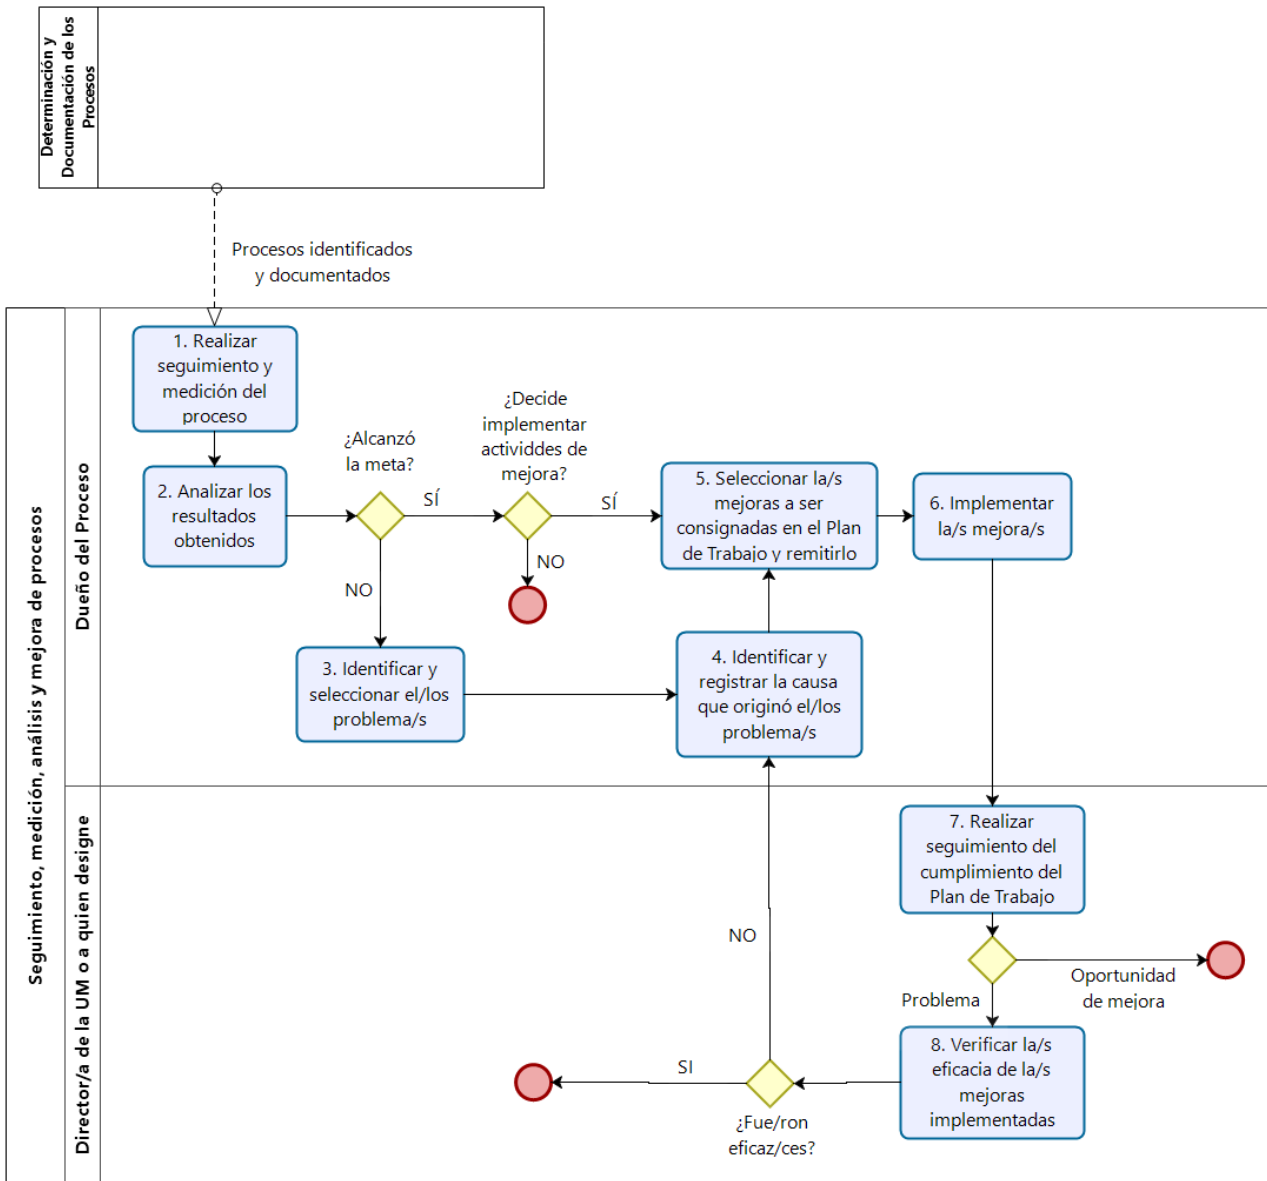 Determinación y
Documentación de los
Procesos
Procesos identificados
y documentados
Seguimiento, medición, análisis y mejora de procesos
Dueño del Proceso
1. Realizar
seguimiento y
medición del
proceso
2. Analizar los
resultados
obtenidos
¿Alcanzó
la meta?
SÍ
NO
¿Decide
implementar
actividdes de
mejora?
SÍ
NO
3. Identificar y
seleccionar el/los
problema/s
4. Identificar y
registrar la causa
que originó el/los
problema/s
5. Seleccionar la/s
mejoras a ser
consignadas en el Plan
de Trabajo y remitirlo
6. Implementar
la/s mejora/s
Director/a de la UM o a quien designe
7. Realizar
seguimiento del
cumplimiento del
Plan de Trabajo
Oportunidad
de mejora
Problema
8. Verificar la/s
eficacia de la/s
mejoras
implementadas
¿Fue/ron
eficaz/ces?
SI
NO